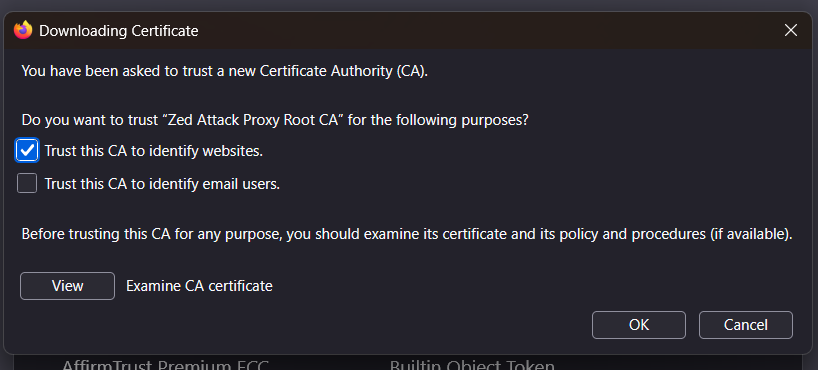 Downloading Certificate
You have been asked to trust a new Certificate Authority (CA).
Do you want to trust “Zed Attack Proxy Root CA” for the following purposes?
Trust this CA to identify websites.
Trust this CA to identify email users.
Before trusting this CA for any purpose, you should examine its certificate and its policy and procedures (if available).
View Examine CA certificate
OK Cancel
AffirmTrust Premium ECC Builtin Object Token